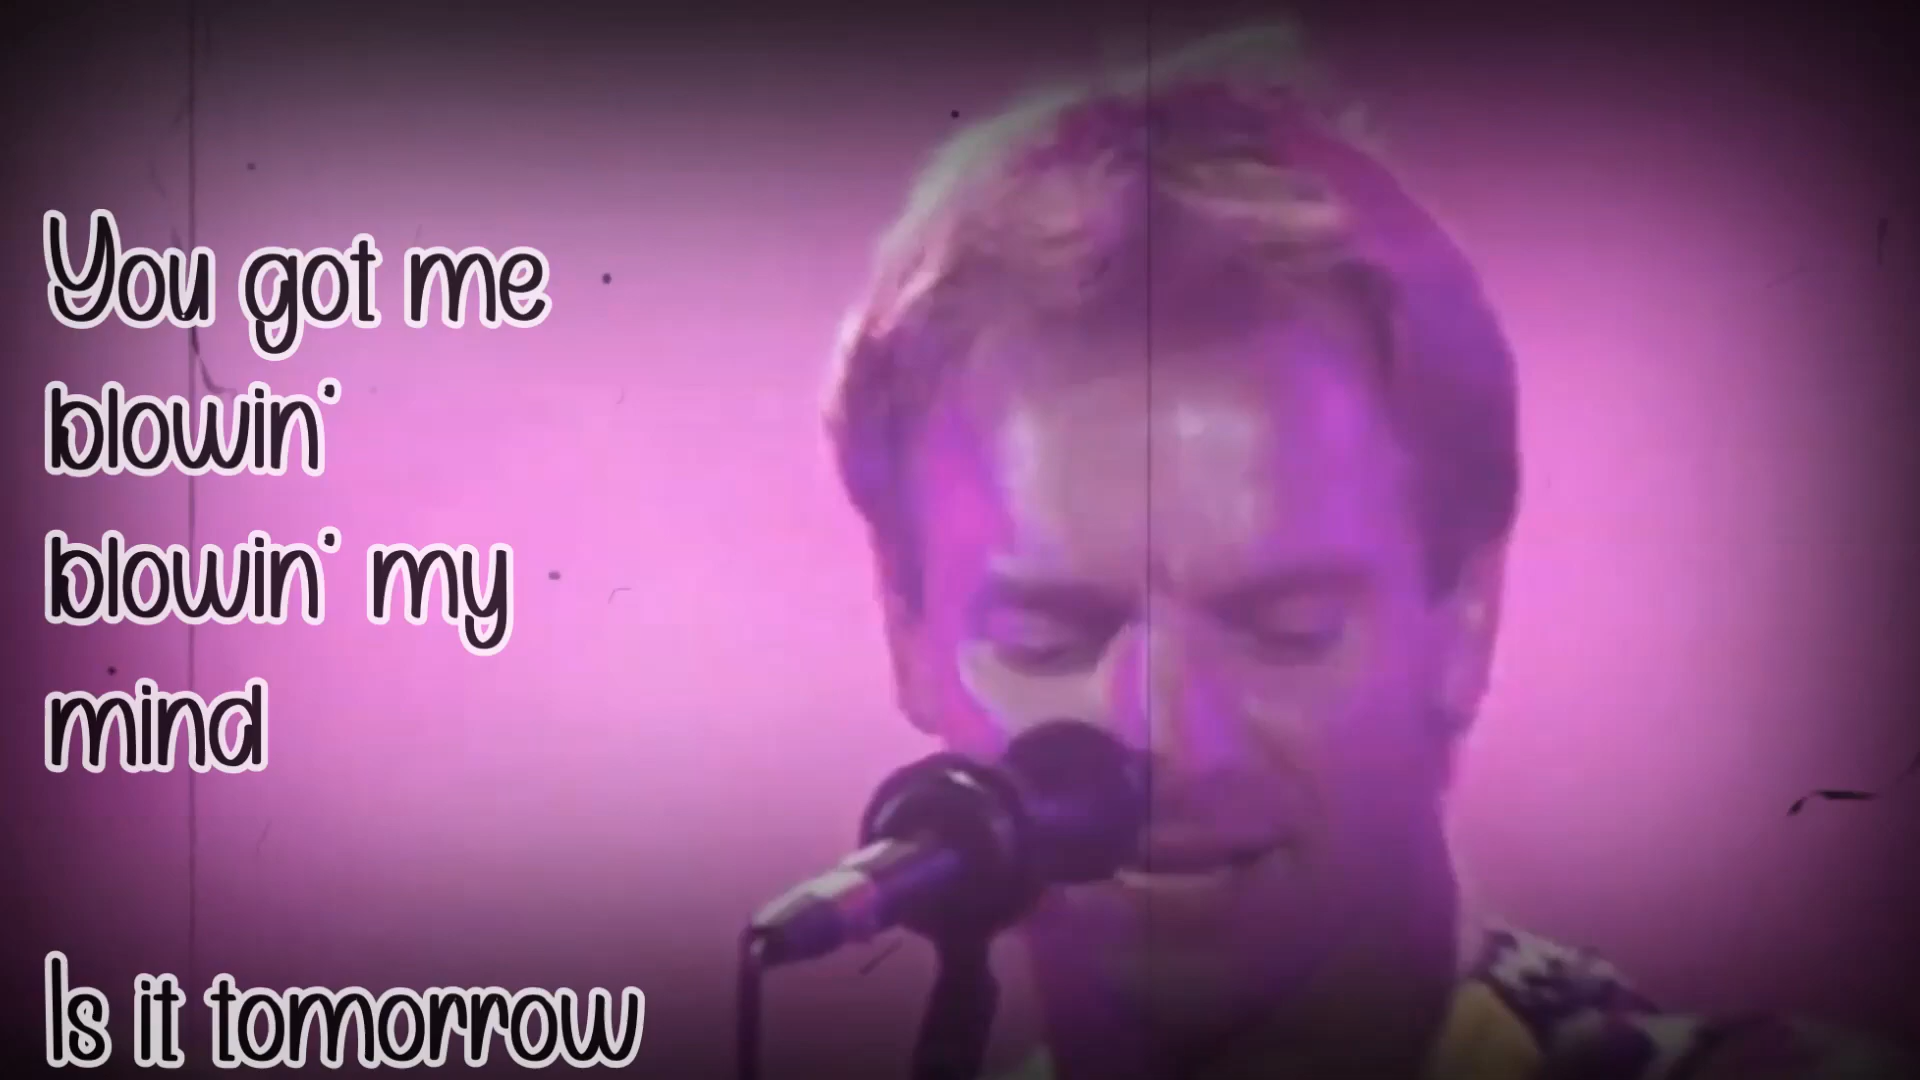 You got me
blowin'
blowin' my
mind
Is it tomorrow